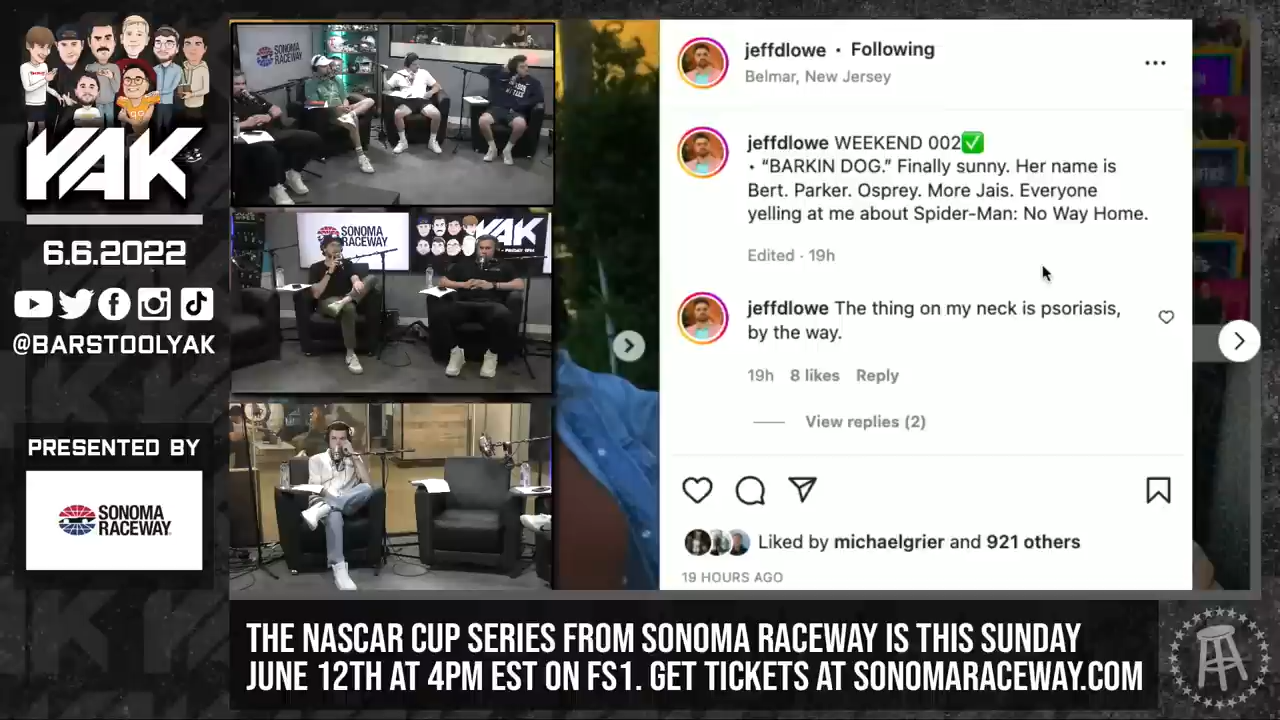 YAK
6.6.2022
@BARSTOOLYAK
PRESENTED BY
SONOMA
RACEWAY
SONOMA
RACEWAY
SONOMA
RACEWAY
YAK
jeffdlowe • Following
Belmar, New Jersey
jeffdlowe WEEKEND 002✅
• “BARKIN DOG.” Finally sunny. Her name is
Bert. Parker. Osprey. More Jais. Everyone
yelling at me about Spider-Man: No Way Home.
Edited · 19h
jeffdlowe The thing on my neck is psoriasis,
by the way.
19h 8 likes Reply
View replies (2)
Liked by michaelgrier and 921 others
19 HOURS AGO
THE NASCAR CUP SERIES FROM SONOMA RACEWAY IS THIS SUNDAY
JUNE 12TH AT 4PM EST ON FS1. GET TICKETS AT SONOMARACEWAY.COM